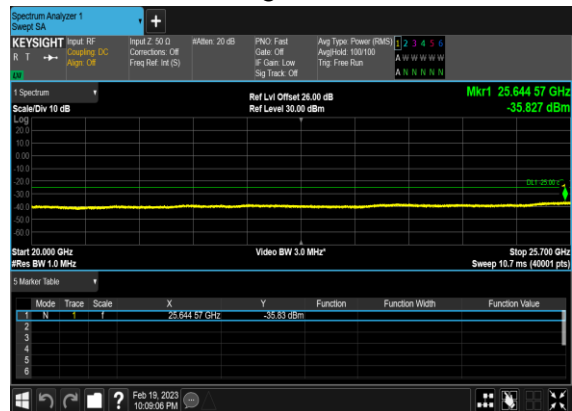 Spectrum Analyzer 1
Swept SA
+
KEYSIGHT Input: RF Input Z: 50 Ω #Atten: 20 dB PNO: Fast Avg Type: Power (RMS) 1 2 3 4 5 6
R T Coupling: DC Corrections: Off Gate: Off Avg|Hold: 100/100 A W W W W W
Align: Off Freq Ref: Int (S) IF Gain: Low Trig: Free Run
LW Sig Track: Off A N N N N N
1 Spectrum Ref Lvl Offset 26.00 dB Mkr1 25.644 57 GHz
Scale/Div 10 dB Ref Level 30.00 dBm -35.827 dBm
Log
20.0
10.0
0.00
-10.0
-20.0 DL1 -25.00
-30.0
-40.0
-50.0
-60.0
Start 20.000 GHz Video BW 3.0 MHz* Stop 25.700 GHz
#Res BW 1.0 MHz Sweep 10.7 ms (40001 pts)
5 Marker Table
Mode Trace Scale X Y Function Function Width Function Value
1 N 1 f 25.644 57 GHz -35.83 dBm
2
3
4
5
6
? Feb 19, 2023
10:09:06 PM